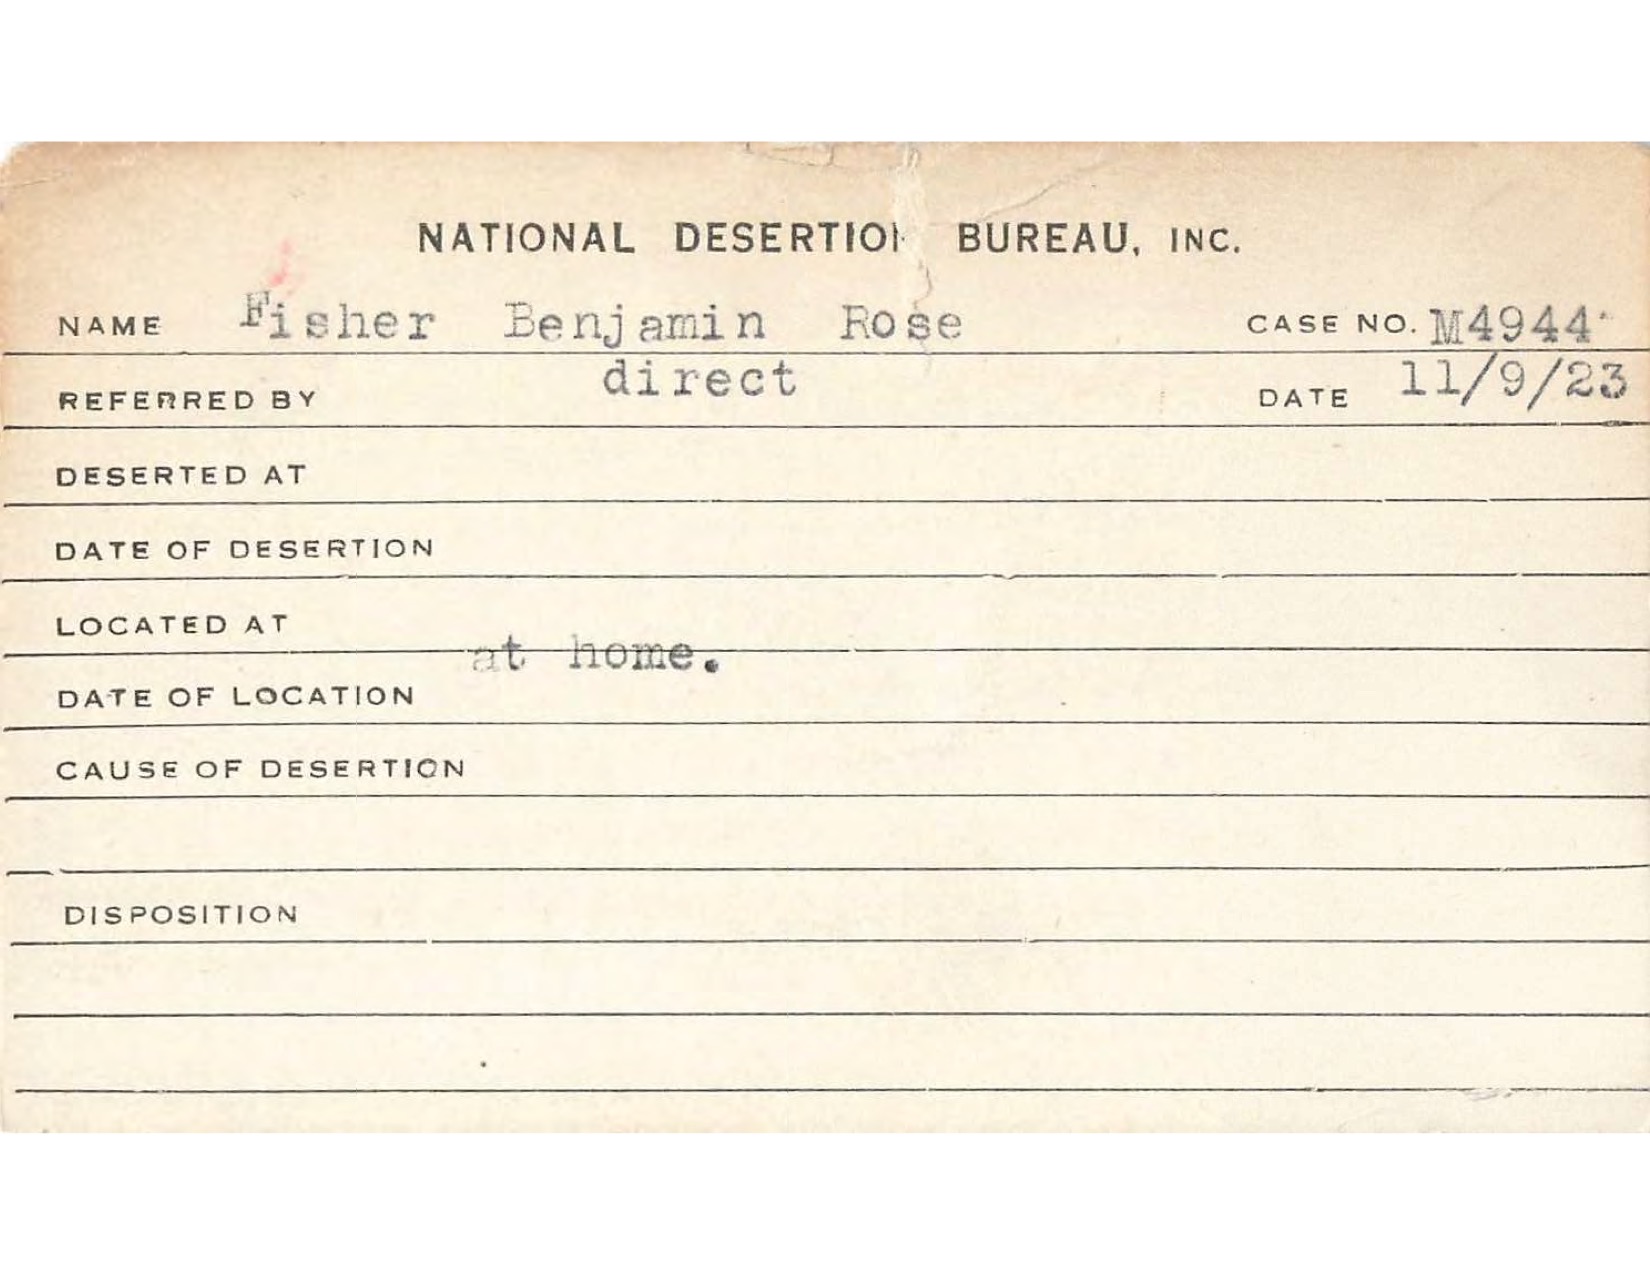 NATIONAL DESERTION BUREAU, INC.
NAME Fisher Benjamin Rose CASE NO. M4944
REFERRED BY direct DATE 11/9/23
DESERTED AT
DATE OF DESERTION
LOCATED AT
at home.
DATE OF LOCATION
CAUSE OF DESERTION
DISPOSITION